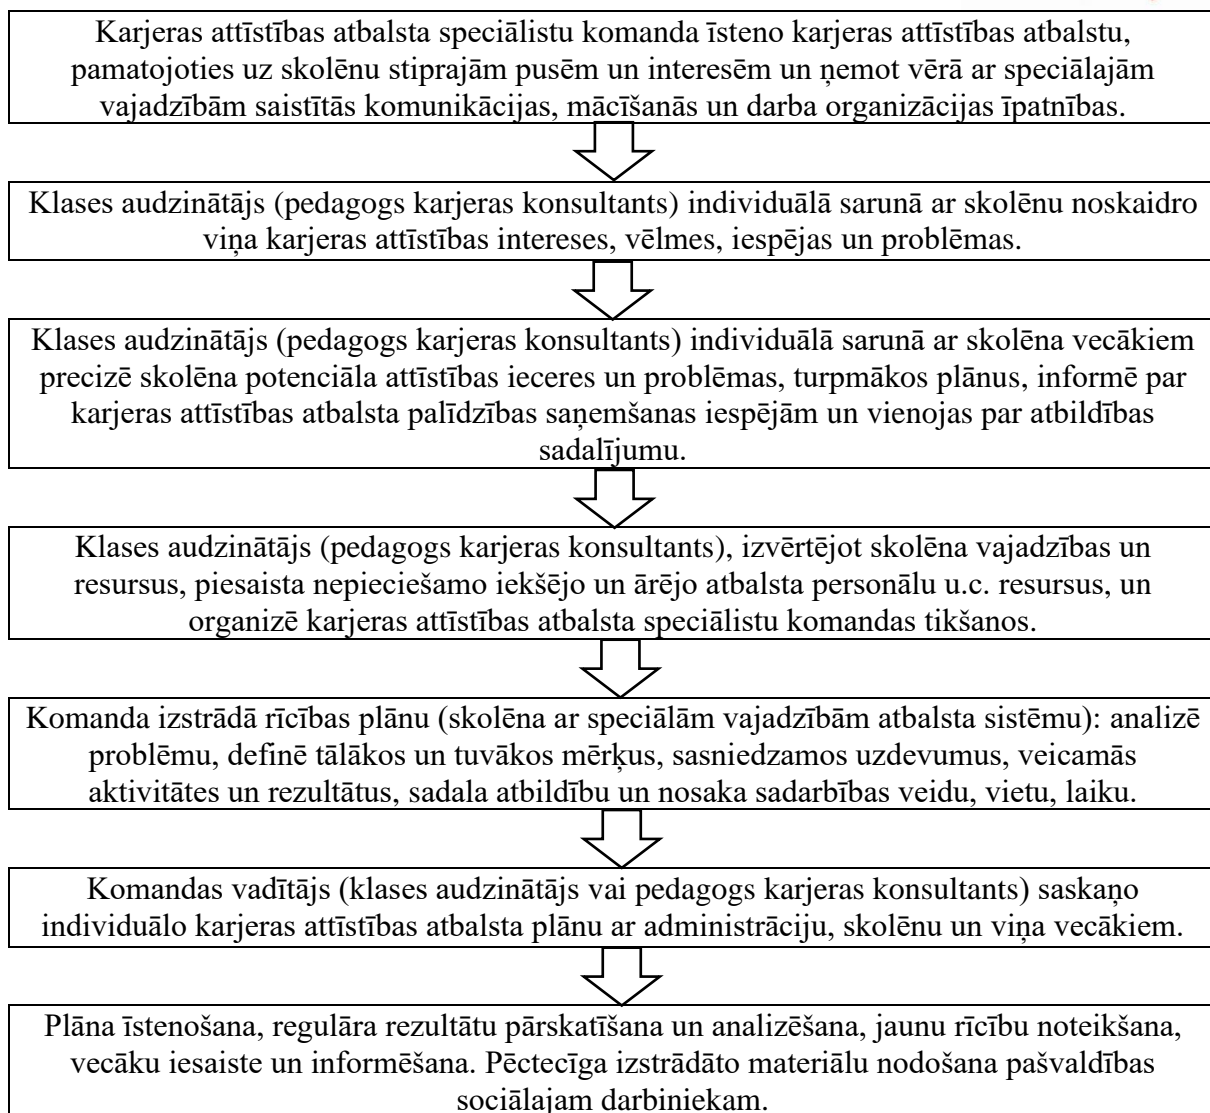 Karjeras attīstības atbalsta speciālistu komanda īsteno karjeras attīstības atbalstu,
pamatojoties uz skolēnu stiprajām pusēm un interesēm un ņemot vērā ar speciālajām
vajadzībām saistītās komunikācijas, mācīšanās un darba organizācijas īpatnības.
Klases audzinātājs (pedagogs karjeras konsultants) individuālā sarunā ar skolēnu noskaidro
viņa karjeras attīstības intereses, vēlmes, iespējas un problēmas.
Klases audzinātājs (pedagogs karjeras konsultants) individuālā sarunā ar skolēna vecākiem
precizē skolēna potenciāla attīstības ieceres un problēmas, turpmākos plānus, informē par
karjeras attīstības atbalsta palīdzības saņemšanas iespējām un vienojas par atbildības
sadalījumu.
Klases audzinātājs (pedagogs karjeras konsultants), izvērtējot skolēna vajadzības un
resursus, piesaista nepieciešamo iekšējo un ārējo atbalsta personālu u.c. resursus, un
organizē karjeras attīstības atbalsta speciālistu komandas tikšanos.
Komanda izstrādā rīcības plānu (skolēna ar speciālām vajadzībām atbalsta sistēmu): analizē
problēmu, definē tālākos un tuvākos mērķus, sasniedzamos uzdevumus, veicamās
aktivitātes un rezultātus, sadala atbildību un nosaka sadarbības veidu, vietu, laiku.
Komandas vadītājs (klases audzinātājs vai pedagogs karjeras konsultants) saskaņo
individuālo karjeras attīstības atbalsta plānu ar administrāciju, skolēnu un viņa vecākiem.
Plāna īstenošana, regulāra rezultātu pārskatīšana un analizēšana, jaunu rīcību noteikšana,
vecāku iesaiste un informēšana. Pēctecīga izstrādāto materiālu nodošana pašvaldības
sociālajam darbiniekam.